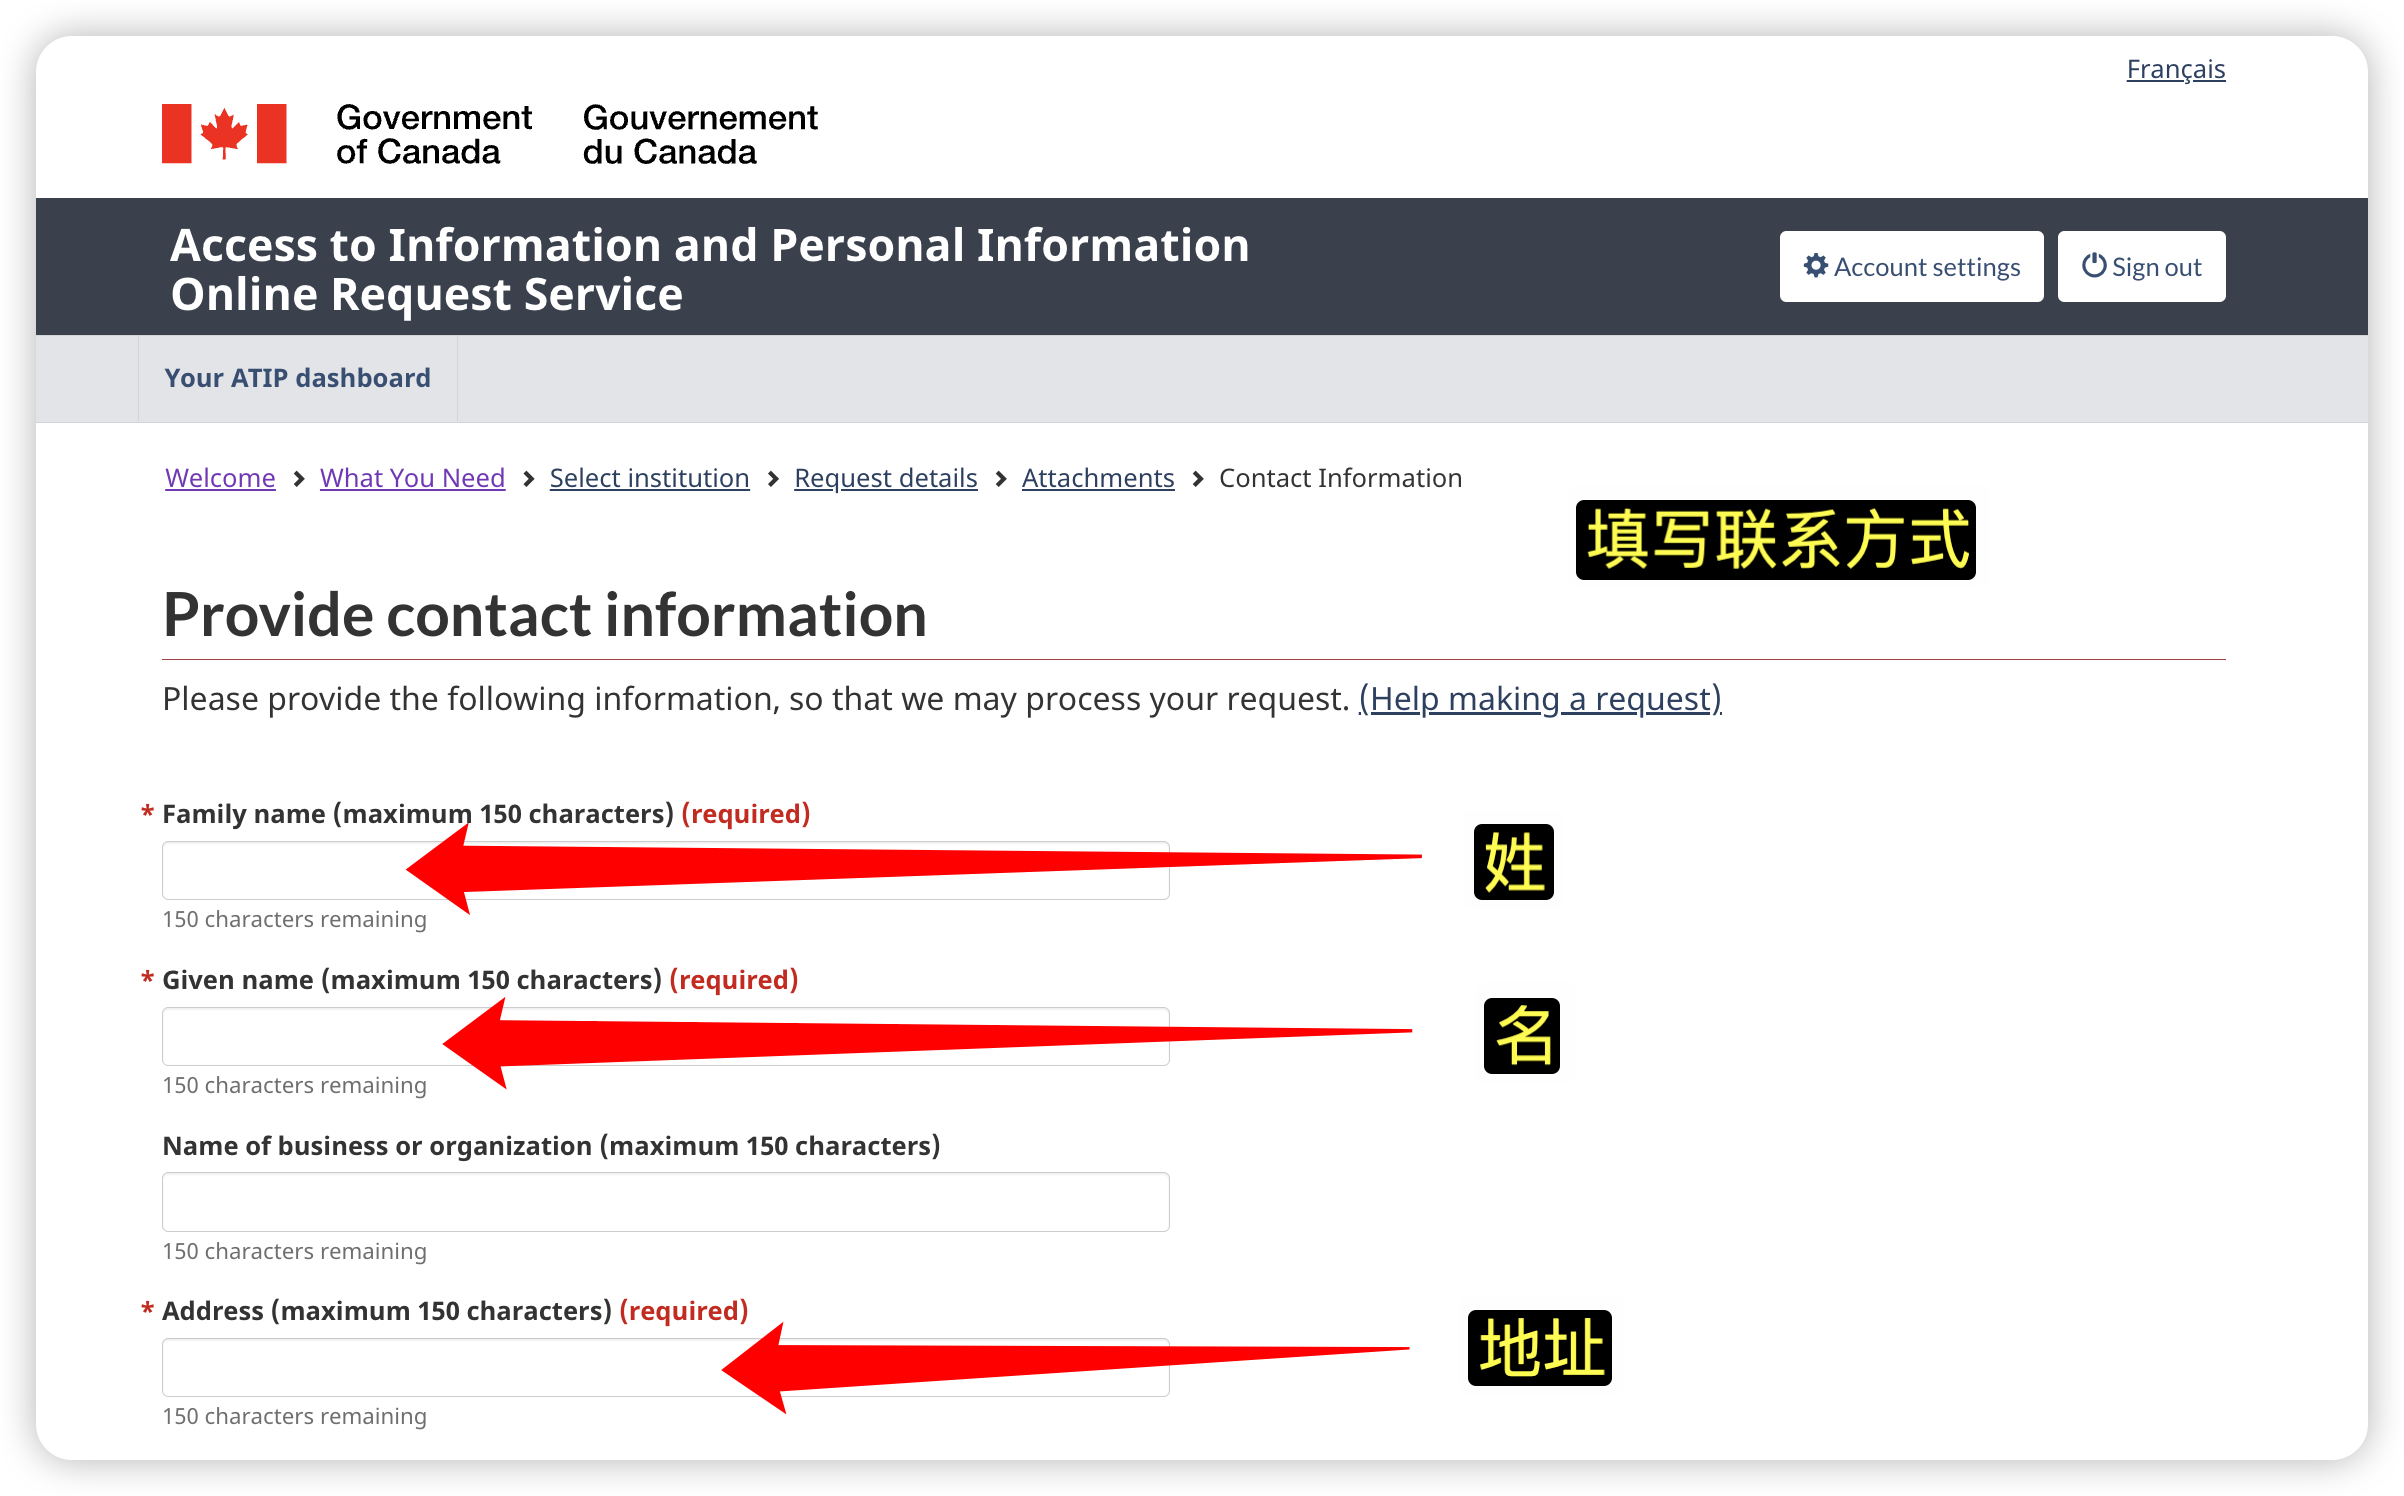 Français
Government of Canada
Gouvernement du Canada
Access to Information and Personal Information
Online Request Service
Account settings
Sign out
Your ATIP dashboard
Welcome > What You Need > Select institution > Request details > Attachments > Contact Information
填写联系方式
Provide contact information
Please provide the following information, so that we may process your request. (Help making a request)
* Family name (maximum 150 characters) (required)
姓
150 characters remaining
* Given name (maximum 150 characters) (required)
名
150 characters remaining
Name of business or organization (maximum 150 characters)
150 characters remaining
* Address (maximum 150 characters) (required)
地址
150 characters remaining